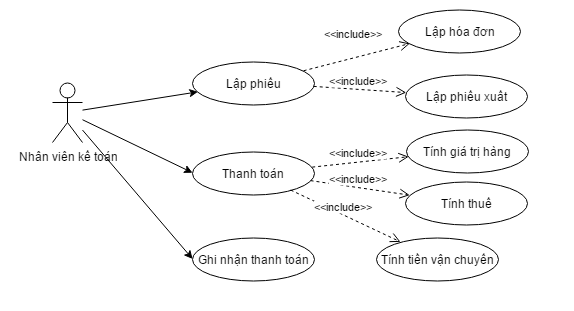 Lập hóa đơn
<<include>>
Lập phiếu
<<include>>
Lập phiếu xuất
Nhân viên kế toán
Thanh toán
<<include>>
Tính giá trị hàng
<<include>>
Tính thuế
<<include>>
Ghi nhận thanh toán
Tính tiền vận chuyển